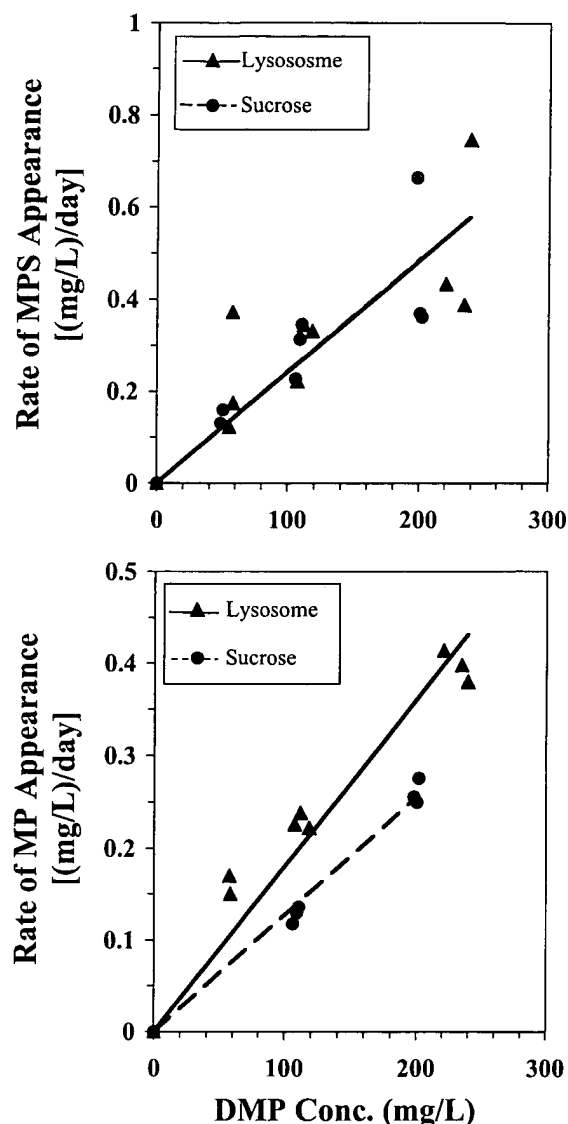 1
Lysososme
Sucrose
0.8
0.6
0.4
0.2
0
Rate of MPS Appearance
[(mg/L)/day]
0 100 200 300
0.5
Lysosome
Sucrose
0.4
0.3
0.2
0.1
0
Rate of MP Appearance
[(mg/L)/day]
0 100 200 300
DMP Conc. (mg/L)